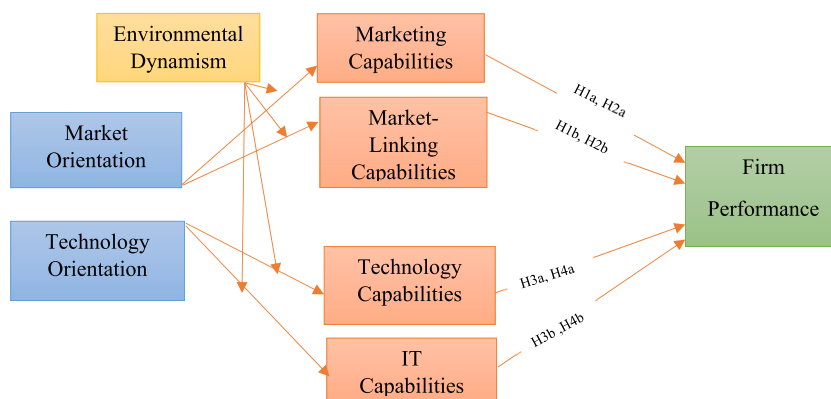 Environmental
Dynamism
Marketing
Capabilities
Market
Orientation
Market-
Linking
Capabilities
H1a, H2a
H1b, H2b
Firm
Performance
Technology
Orientation
Technology
Capabilities
H3a, H4a
H3b ,H4b
IT
Capabilities